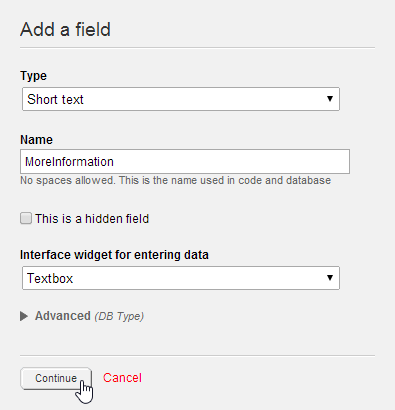 Add a field
Type
Short text
Name
MoreInformation
No spaces allowed. This is the name used in code and database
This is a hidden field
Interface widget for entering data
Textbox
Advanced (DB Type)
Continue Cancel